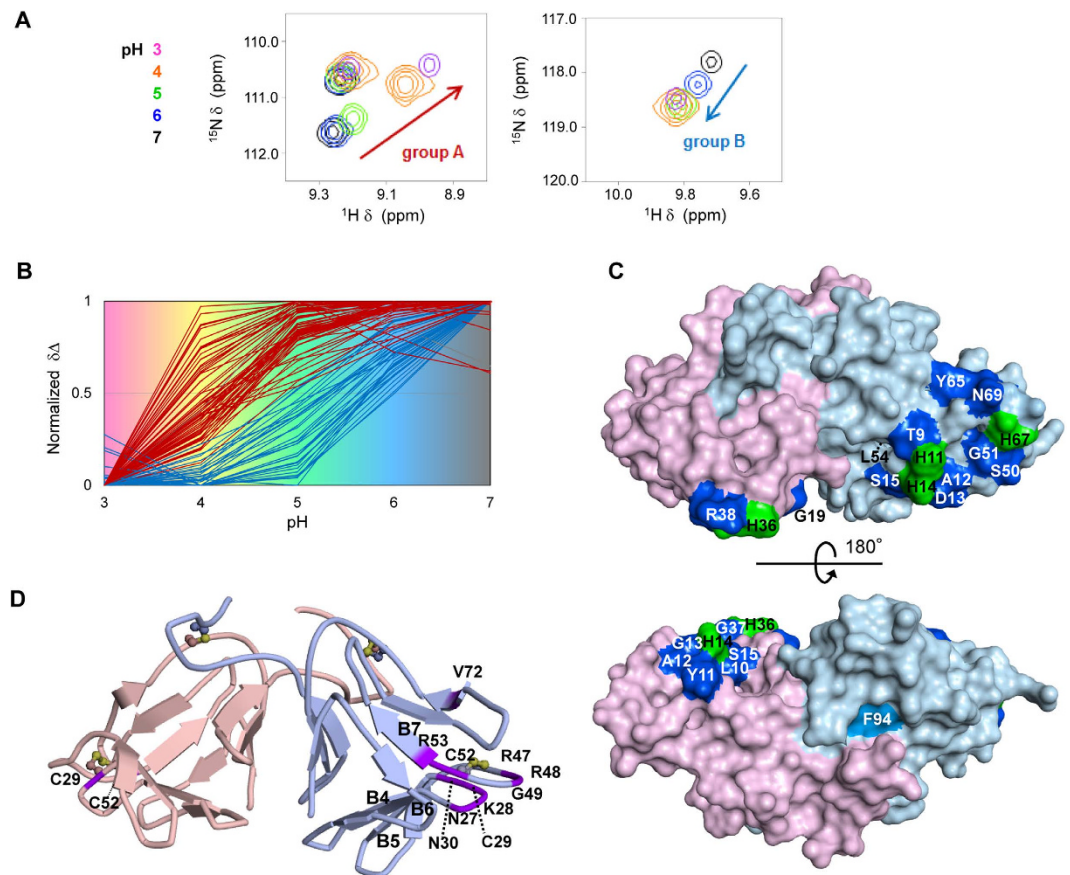 A
pH 3
4
5
6
7
15N δ (ppm)
110.0
111.0
112.0
9.3
9.1
8.9
1H δ (ppm)
group A
15N δ (ppm)
117.0
118.0
119.0
120.0
10.0
9.8
9.6
1H δ (ppm)
group B
B
Normalized δΔ
1
0.5
0
3
4
5
6
7
pH
C
Y65
N69
T9
H67
L54
H11
G51
S15
A12
S50
H14
D13
R38
G19
H36
180°
G37
H36
G13
H14
A12
S15
Y11
L10
F94
D
V72
B7
R53
C52
R47
R48
G49
B4
B6
K28
N27
B5
N30
C29
C29
C52